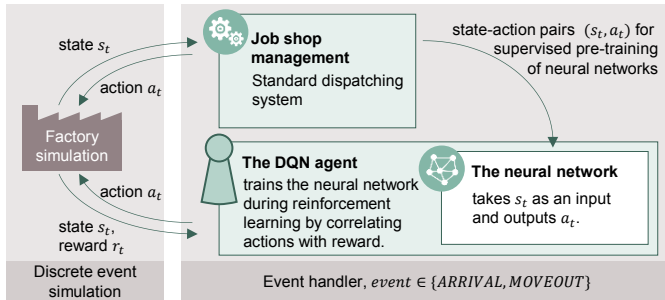 state s_t
action a_t
Factory
simulation
action a_t
state s_t,
reward r_t
Discrete event
simulation
Job shop
management
Standard dispatching
system
state-action pairs (s_t, a_t) for
supervised pre-training
of neural networks
The DQN agent
trains the neural network
during reinforcement
learning by correlating
actions with reward.
The neural network
takes s_t as an input
and outputs a_t.
Event handler, event ∈ {ARRIVAL, MOVEOUT}